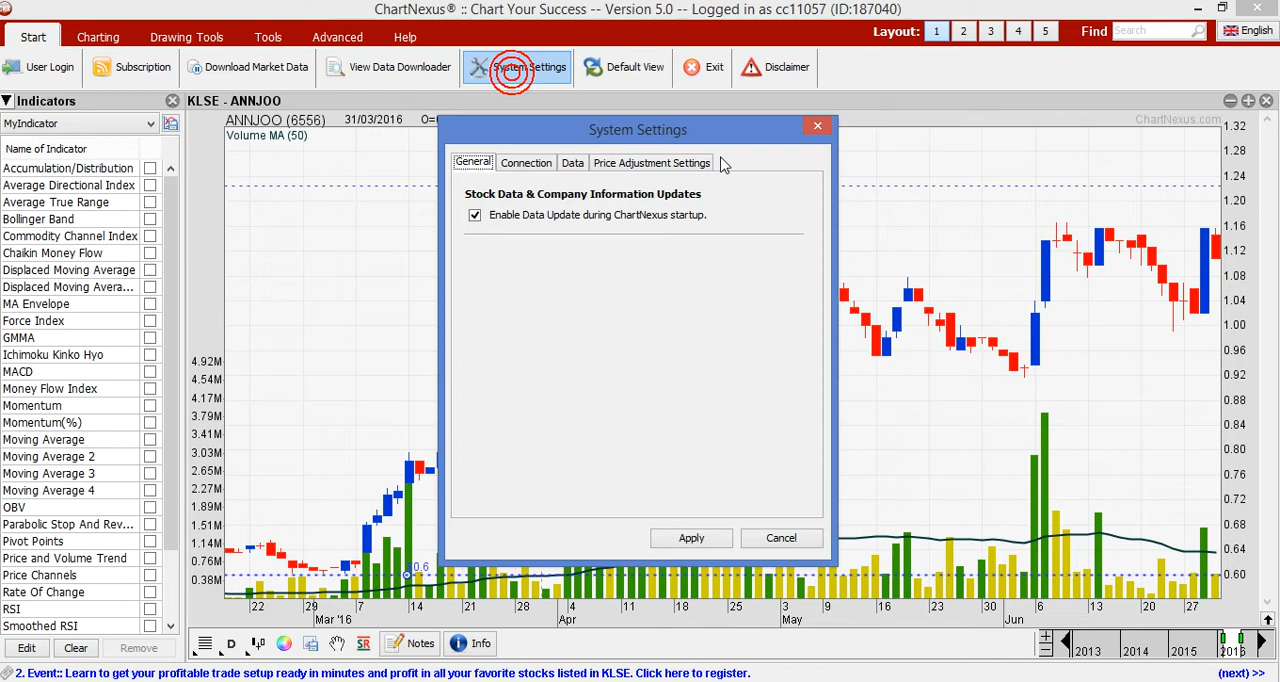 ChartNexus® :: Chart Your Success -- Version 5.0 -- Logged in as cc11057 (ID:187040)
Start Charting Drawing Tools Tools Advanced Help Layout: 1 2 3 4 5 Find Search English
User Login Subscription Download Market Data View Data Downloader System Settings Default View Exit Disclaimer
Indicators
KLSE - ANNJOO
MyIndicator
Name of Indicator
Accumulation/Distribution
Average Directional Index
Average True Range
Bollinger Band
Commodity Channel Index
Chaikin Money Flow
Displaced Moving Average
Displaced Moving Avera...
MA Envelope
Force Index
GMMA
Ichimoku Kinko Hyo
MACD
Money Flow Index
Momentum
Momentum(%)
Moving Average
Moving Average 2
Moving Average 3
Moving Average 4
OBV
Parabolic Stop And Rev...
Pivot Points
Price and Volume Trend
Price Channels
Rate Of Change
RSI
Smoothed RSI
Edit Clear Remove
ANNJOO (6556) 31/03/2016
Volume MA (50)
ChartNexus.com
System Settings
General Connection Data Price Adjustment Settings
Stock Data & Company Information Updates
Enable Data Update during ChartNexus startup.
Apply Cancel
4.92M
4.54M
4.17M
3.79M
3.41M
3.03M
2.65M
2.27M
1.89M
1.51M
1.14M
0.76M
0.38M
1.32
1.28
1.24
1.20
1.16
1.12
1.08
1.04
1.00
0.96
0.92
0.88
0.84
0.80
0.76
0.72
0.68
0.64
0.60
22 29 7 14 21 28 4 11 18 25 3 9 16 23 30 6 13 20 27
Mar '16 Apr May Jun
D SR Notes Info
2013 2014 2015 2016
2. Event:: Learn to get your profitable trade setup ready in minutes and profit in all your favorite stocks listed in KLSE. Click here to register. (next) >>